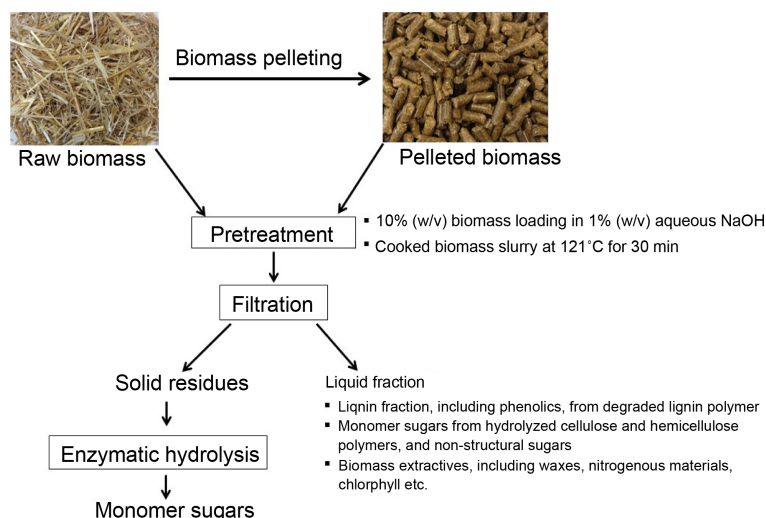 Biomass pelleting
Raw biomass
Pelleted biomass
Pretreatment
▪ 10% (w/v) biomass loading in 1% (w/v) aqueous NaOH
▪ Cooked biomass slurry at 121˚C for 30 min
Filtration
Solid residues
Liquid fraction
▪ Liqnin fraction, including phenolics, from degraded lignin polymer
▪ Monomer sugars from hydrolyzed cellulose and hemicellulose
polymers, and non-structural sugars
▪ Biomass extractives, including waxes, nitrogenous materials,
chlorphyll etc.
Enzymatic hydrolysis
Monomer sugars